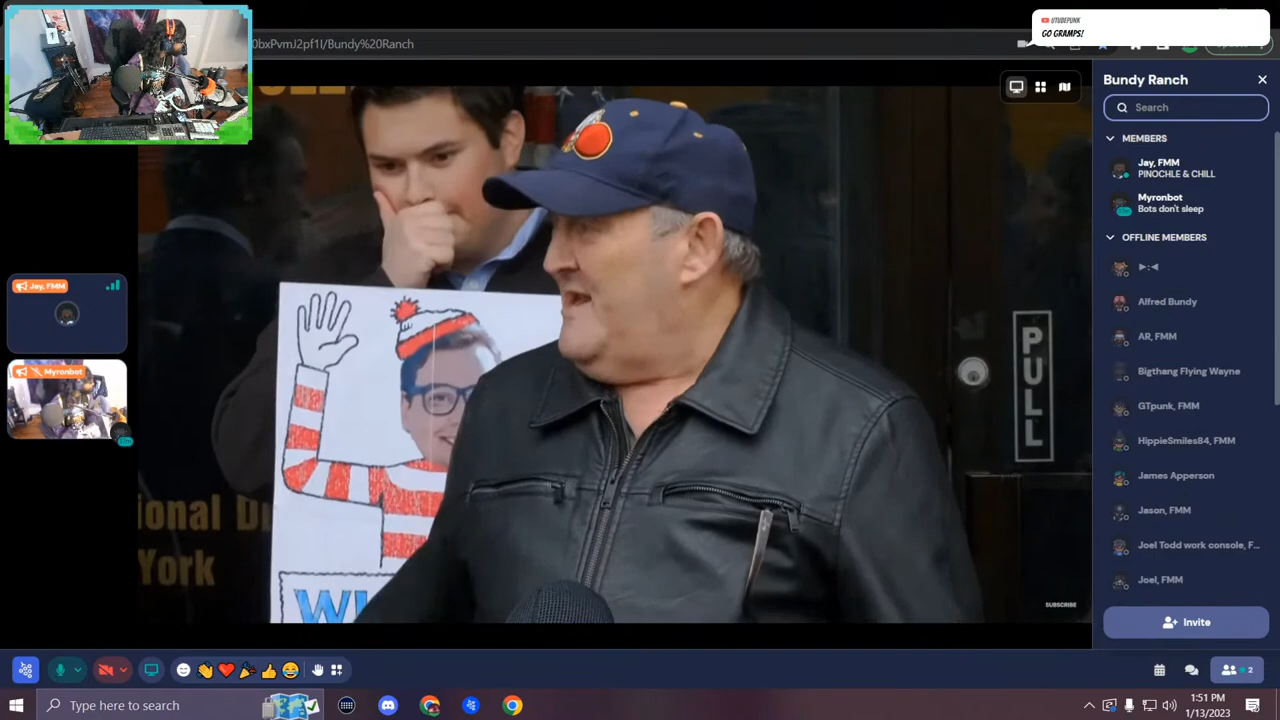 UTUBEPUNK
GO GRAMPS!
0bxPvmJ2pf1l/Bundy%20Ranch
Bundy Ranch
Search
MEMBERS
Jay, FMM
PINOCHLE & CHILL
Myronbot
Bots don't sleep
OFFLINE MEMBERS
Alfred Bundy
AR, FMM
Bigthang Flying Wayne
GTpunk, FMM
HippieSmiles84, FMM
James Apperson
Jason, FMM
Joel Todd work console, F...
Joel, FMM
Invite
Jay, FMM
Myronbot
PULL
ional D
York
SUBSCRIBE
2
Type here to search
1:51 PM
1/13/2023